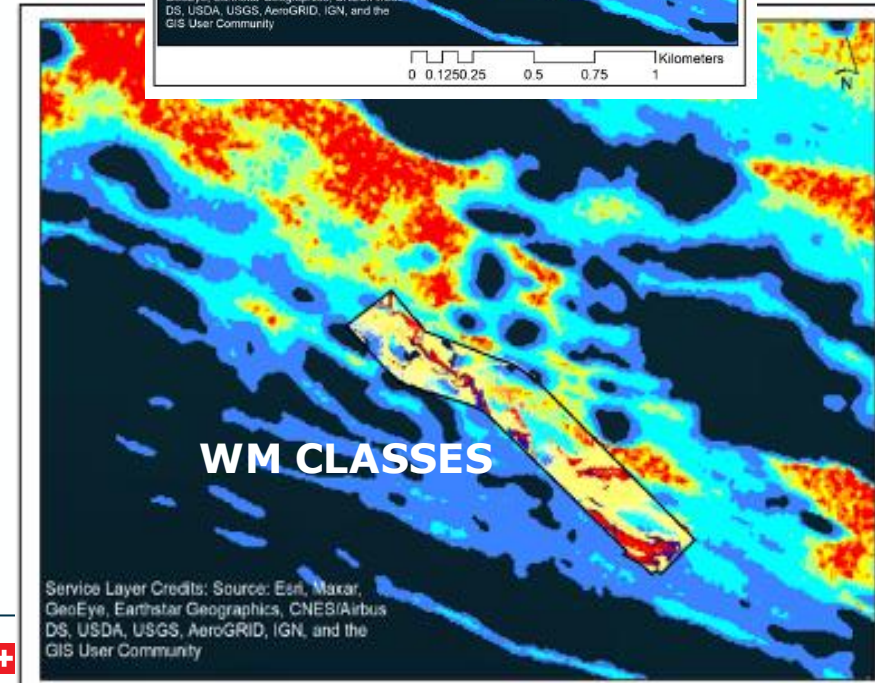 DS, USDA, USGS, AeroGRID, IGN, and the
GIS User Community
Kilometers
0 0.1250.25 0.5 0.75 1
N
WM CLASSES
Service Layer Credits: Source: Esri, Maxar,
GeoEye, Earthstar Geographics, CNES/Airbus
DS, USDA, USGS, AeroGRID, IGN, and the
GIS User Community